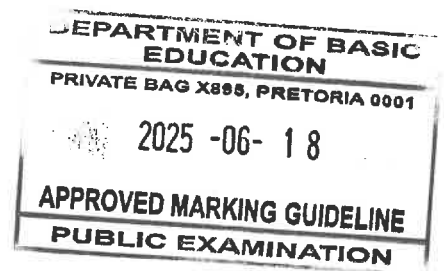 DEPARTMENT OF BASIC
EDUCATION
PRIVATE BAG X895, PRETORIA 0001
2025 -06- 18
APPROVED MARKING GUIDELINE
PUBLIC EXAMINATION